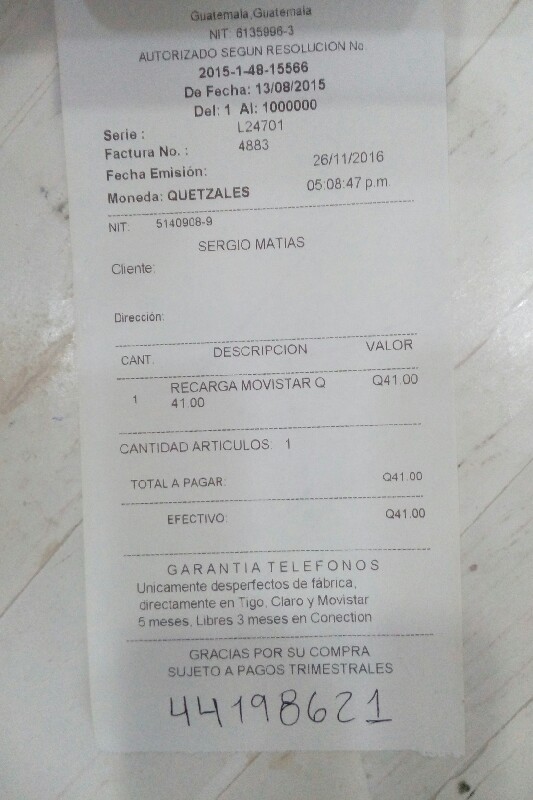 Guatemala,Guatemala
NIT: 6135996-3
AUTORIZADO SEGUN RESOLUCION No
2015-1-48-15566
De Fecha: 13/08/2015
Del: 1 Al: 1000000
Serie : L24701
Factura No. : 4883
Fecha Emisión: 26/11/2016
Moneda: QUETZALES 05:08:47 p.m.
NIT: 5140908-9
SERGIO MATIAS
Cliente:
Dirección:
CANT. DESCRIPCION VALOR
1 RECARGA MOVISTAR Q Q41.00
41.00
CANTIDAD ARTICULOS: 1
TOTAL A PAGAR: Q41.00
EFECTIVO: Q41.00
GARANTIA TELEFONOS
Unicamente desperfectos de fábrica,
directamente en Tigo, Claro y Movistar
5 meses, Libres 3 meses en Conection
GRACIAS POR SU COMPRA
SUJETO A PAGOS TRIMESTRALES
44198621